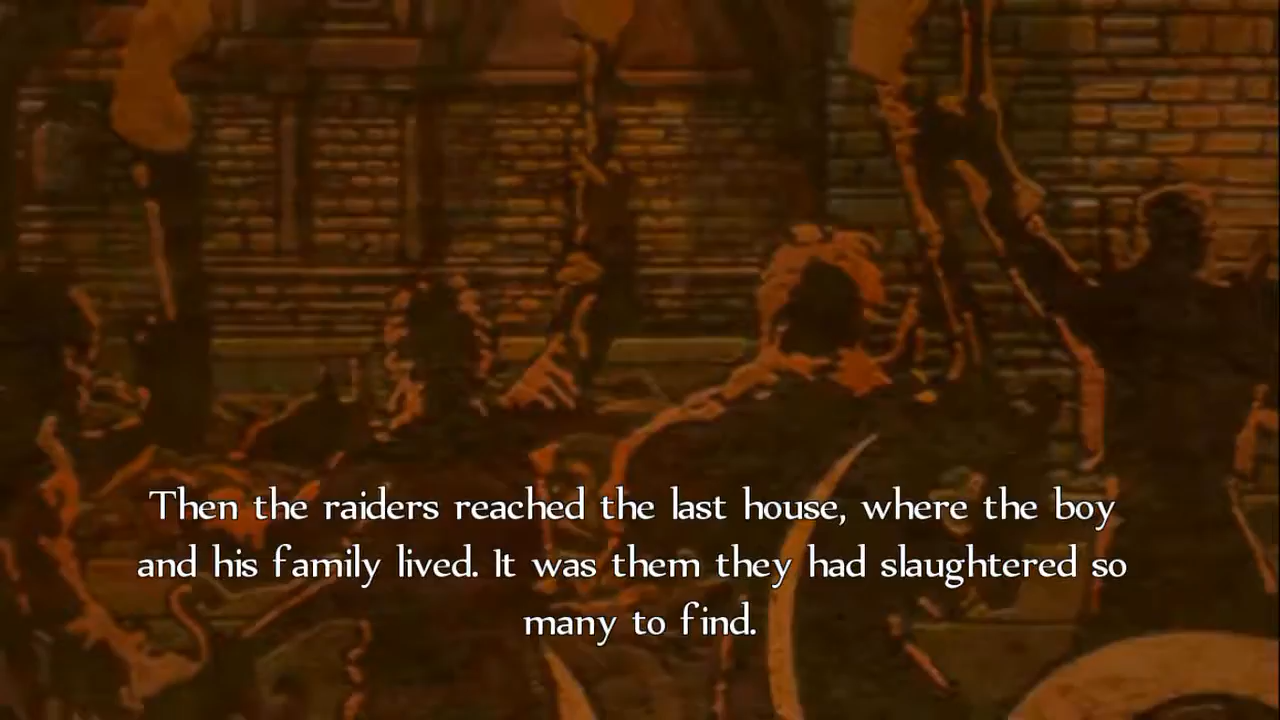 Then the raiders reached the last house, where the boy
and his family lived. It was them they had slaughtered so
many to find.